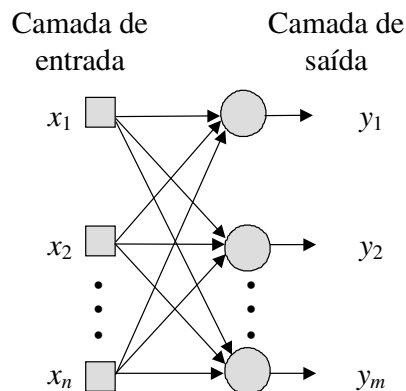 Camada de entrada
Camada de saída
x1
y1
x2
y2
xn
ym